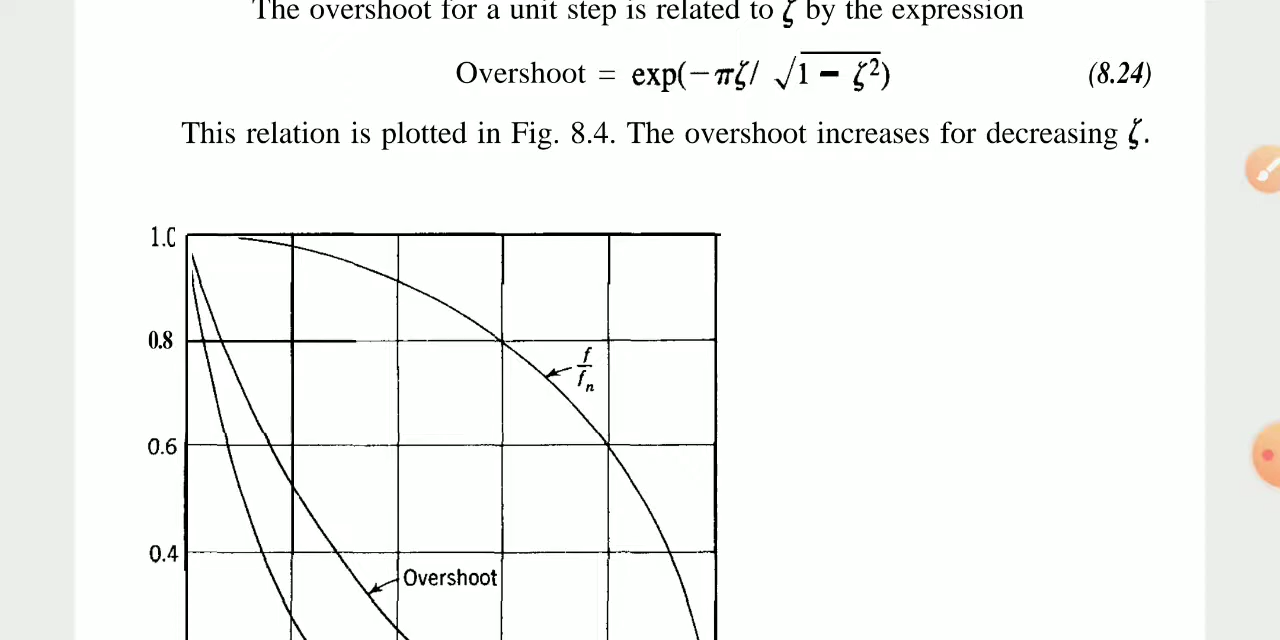 The overshoot for a unit step is related to ζ by the expression
Overshoot = exp(−πζ/ √1 − ζ²) (8.24)
This relation is plotted in Fig. 8.4. The overshoot increases for decreasing ζ.
1.0
0.8
f
fn
0.6
0.4
Overshoot